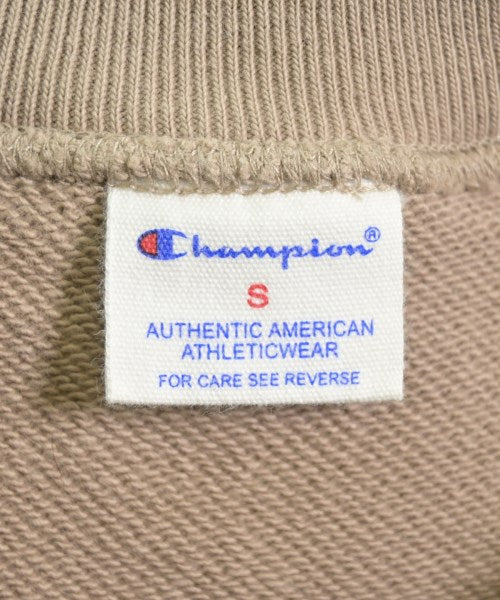 Champion®
S
AUTHENTIC AMERICAN
ATHLETICWEAR
FOR CARE SEE REVERSE